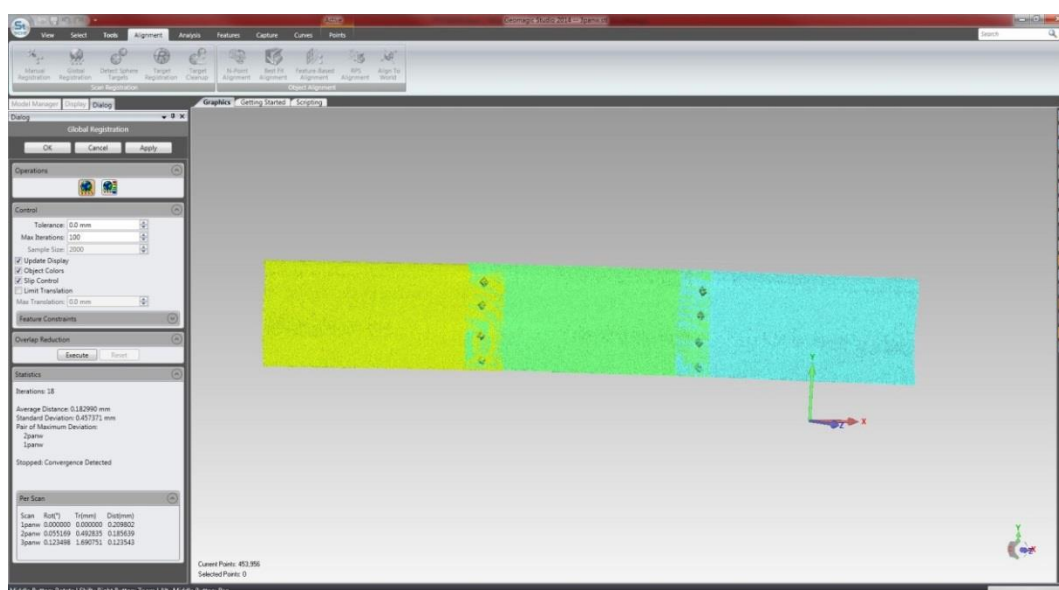 St
Active
Geomagic Studio 2014 --- 3panw
View Select Tools Alignment Analysis Features Capture Curves Points
Search
Manual Registration
Global Registration
Detect Sphere Targets
Target Registration
Target Cleanup
N-Point Alignment
Best Fit Alignment
Feature Based Alignment
RPS Alignment
Align To World
Scan Registration
Object Alignment
Model Manager Display Dialog
Graphics Getting Started Scripting
Dialog
Global Registration
OK Cancel Apply
Operations
Control
Tolerance: 0.0 mm
Max Iterations: 100
Sample Size: 2000
Update Display
Object Colors
Slip Control
Limit Translation
Max Translation: 0.0 mm
Feature Constraints
Overlap Reduction
Execute Reset
Statistics
Iterations: 18
Average Distance: 0.182990 mm
Standard Deviation: 0.457371 mm
Pair of Maximum Deviation:
2panw
1panw
Stopped: Convergence Detected
Per Scan
Scan Rot(°) Tr(mm) Dist(mm)
1panw 0.000000 0.000000 0.209802
2panw 0.055169 0.492835 0.185639
3panw 0.123498 1.690751 0.123543
Y
X
Z
Y
X
Z
Current Points: 453,956
Selected Points: 0